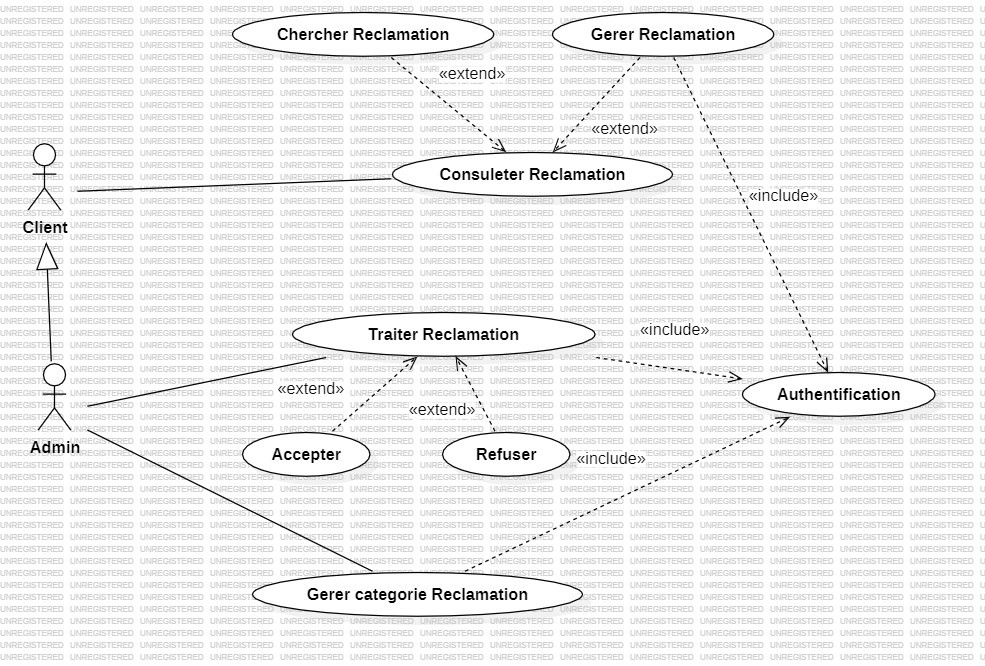 Chercher Reclamation
Gerer Reclamation
«extend»
«extend»
Consuleter Reclamation
«include»
Client
Traiter Reclamation
«include»
«extend»
Authentification
«extend»
Admin
Accepter
Refuser
«include»
Gerer categorie Reclamation
UNREGISTERED